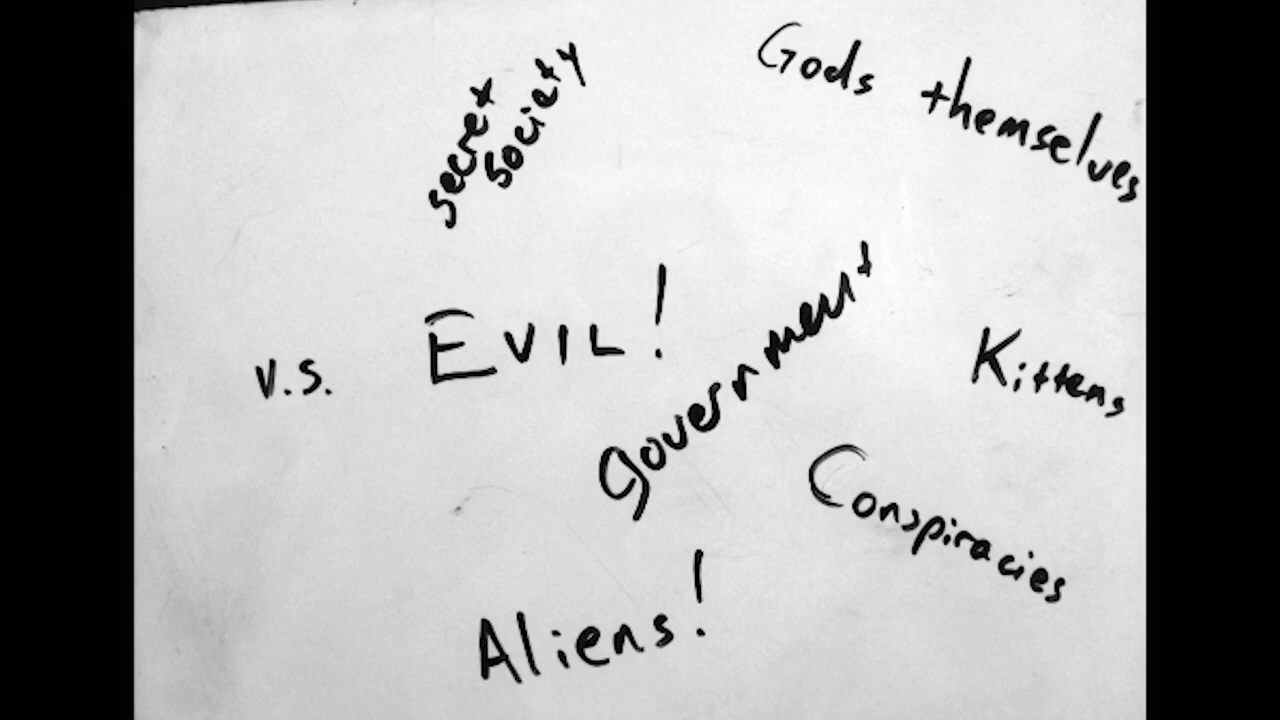 secret
society
Gods themselves
v.s.
EVIL!
government
Kittens
Conspiracies
Aliens!